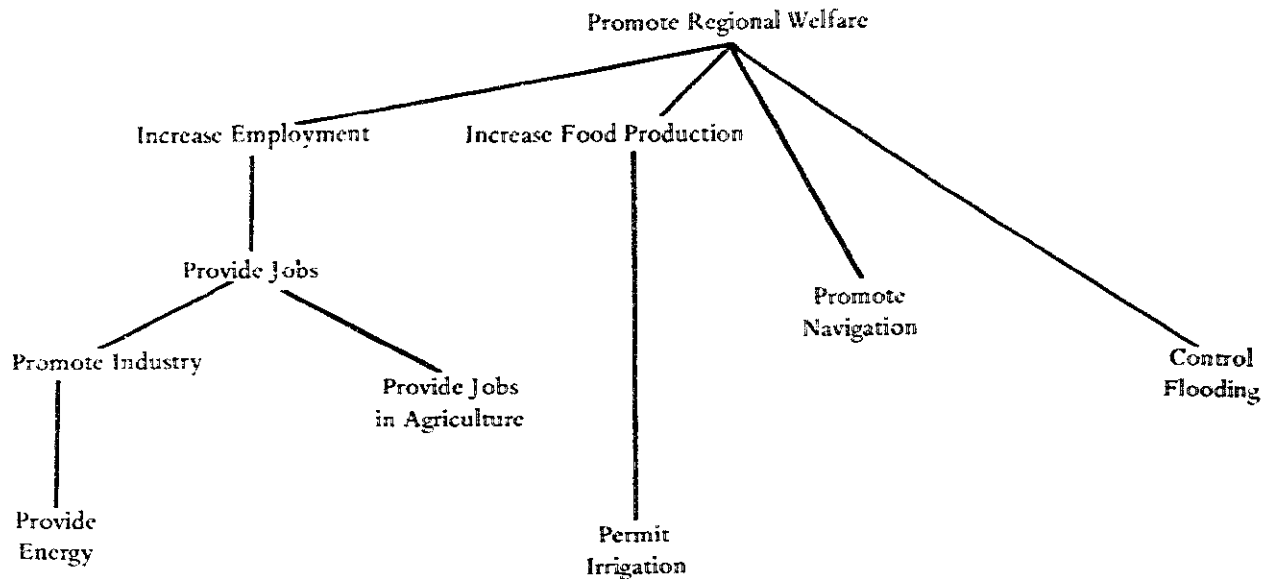 Promote Regional Welfare
Increase Employment
Increase Food Production
Provide Jobs
Promote
Navigation
Promote Industry
Control
Flooding
Provide Jobs
in Agriculture
Provide
Energy
Permit
Irrigation